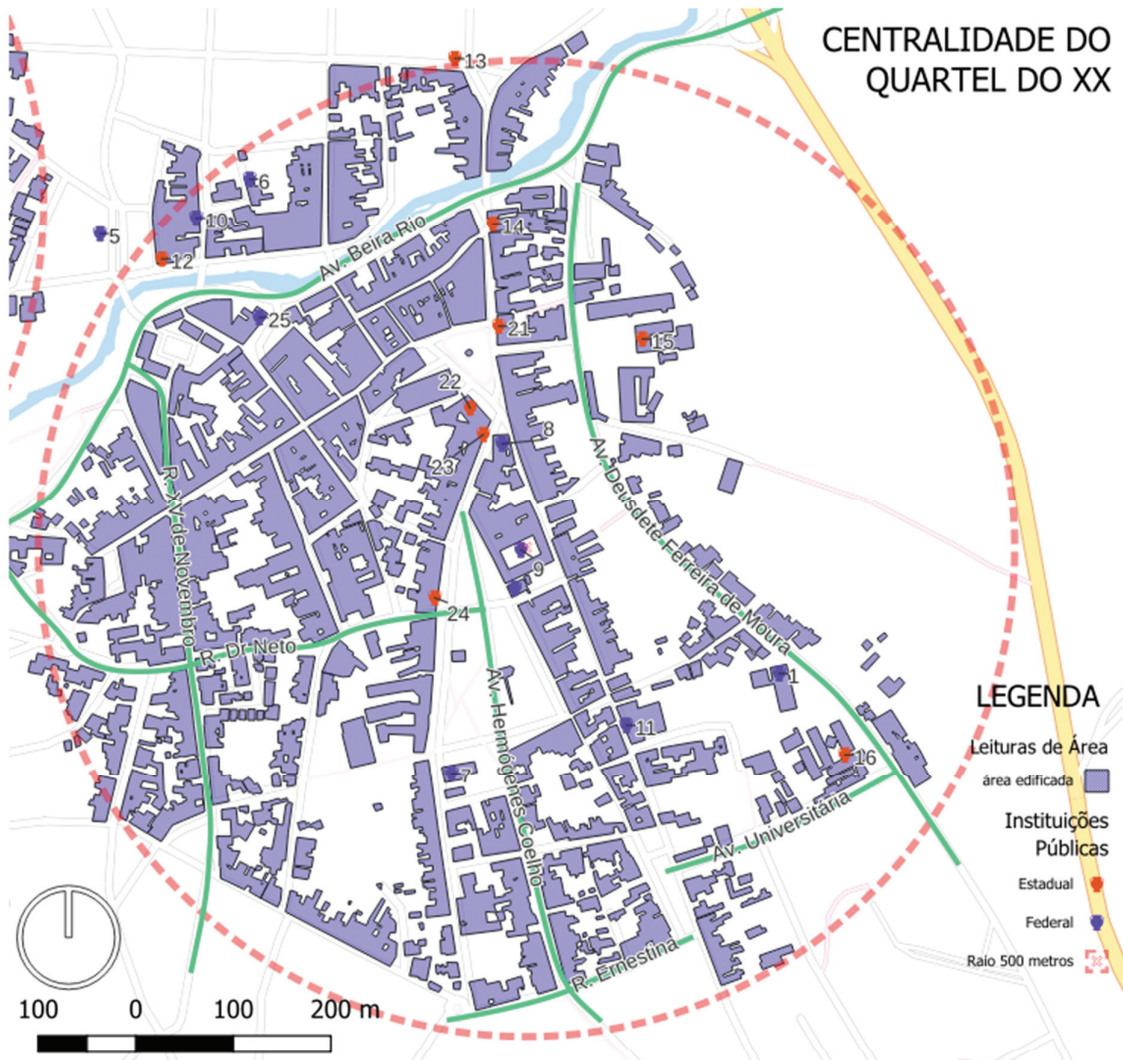 CENTRALIDADE DO
QUARTEL DO XX
13
6
10
5
12
14
Av. Beira Rio
25
21
15
22
8
23
Av. Deusdete Ferreira de Moura
R. XV de Novembro
9
24
R. Dr Neto
1
Av. Hermógenes Coelho
11
16
7
Av. Universitária
R. Ernestina
LEGENDA
Leituras de Área
área edificada
Instituições
Públicas
Estadual
Federal
Raio 500 metros
100 0 100 200 m